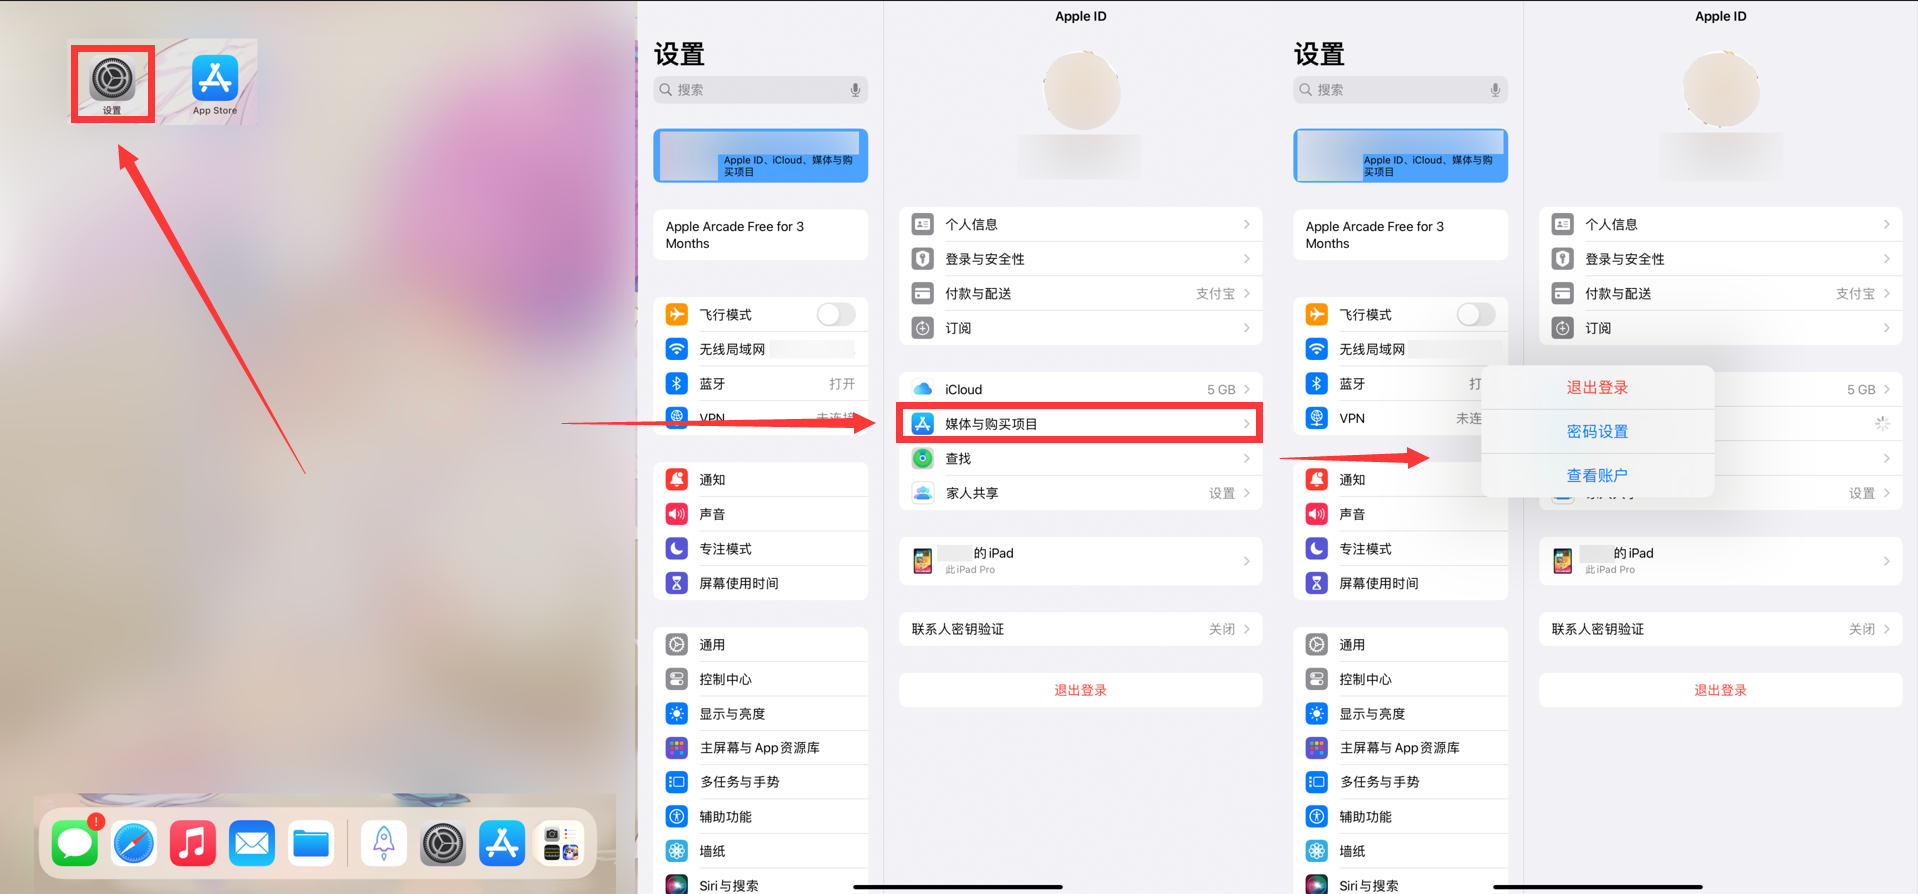 设置
App Store
!
设置
搜索
Apple ID、iCloud、媒体与购
买项目
Apple Arcade Free for 3
Months
飞行模式
无线局域网
蓝牙 打开
VPN 未连接
通知
声音
专注模式
屏幕使用时间
通用
控制中心
显示与亮度
主屏幕与 App 资源库
多任务与手势
辅助功能
墙纸
Siri 与搜索
Apple ID
个人信息
登录与安全性
付款与配送 支付宝
订阅
iCloud 5 GB
媒体与购买项目
查找
家人共享 设置
的 iPad
此 iPad Pro
联系人密钥验证 关闭
退出登录
设置
搜索
Apple ID、iCloud、媒体与购
买项目
Apple Arcade Free for 3
Months
飞行模式
无线局域网
蓝牙 打
VPN 未连
通知
声音
专注模式
屏幕使用时间
通用
控制中心
显示与亮度
主屏幕与 App 资源库
多任务与手势
辅助功能
墙纸
Siri 与搜索
Apple ID
个人信息
登录与安全性
付款与配送 支付宝
订阅
5 GB
退出登录
密码设置
查看账户
设置
的 iPad
此 iPad Pro
联系人密钥验证 关闭
退出登录